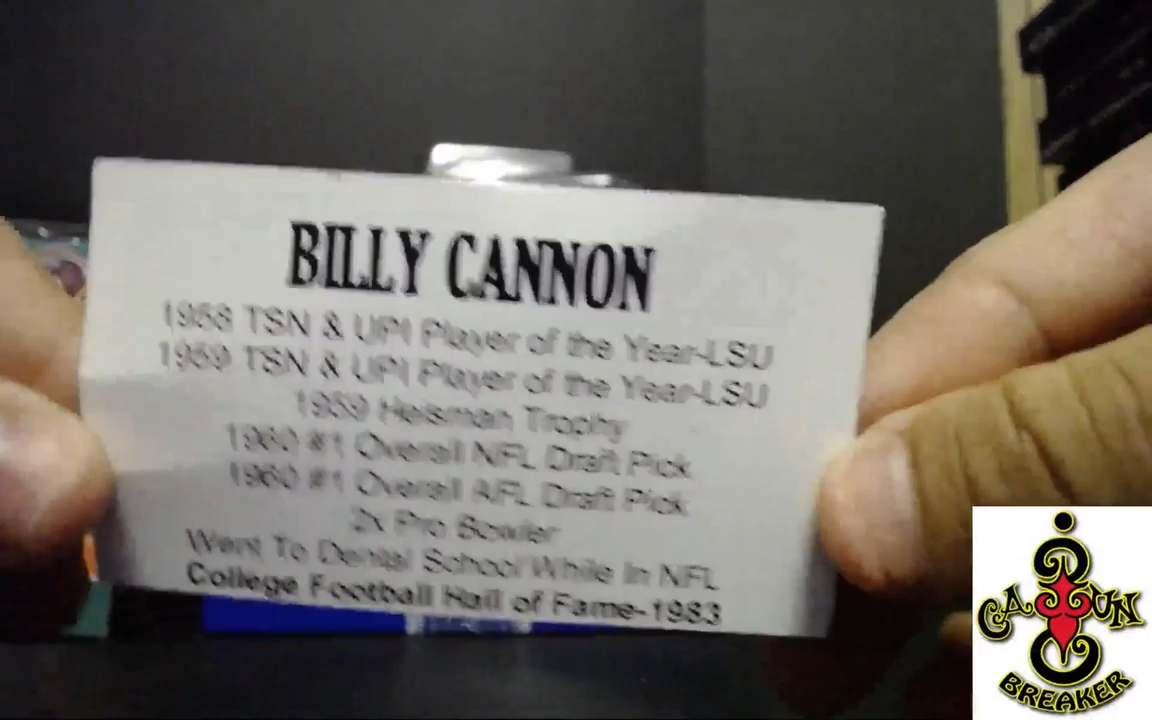 BILLY CANNON
1958 TSN & UPI Player of the Year-LSU
1959 TSN & UPI Player of the Year-LSU
1959 Heisman Trophy
1960 #1 Overall NFL Draft Pick
1960 #1 Overall AFL Draft Pick
2x Pro Bowler
Went To Dental School While In NFL
College Football Hall of Fame-1983
CAJUN
BREAKER